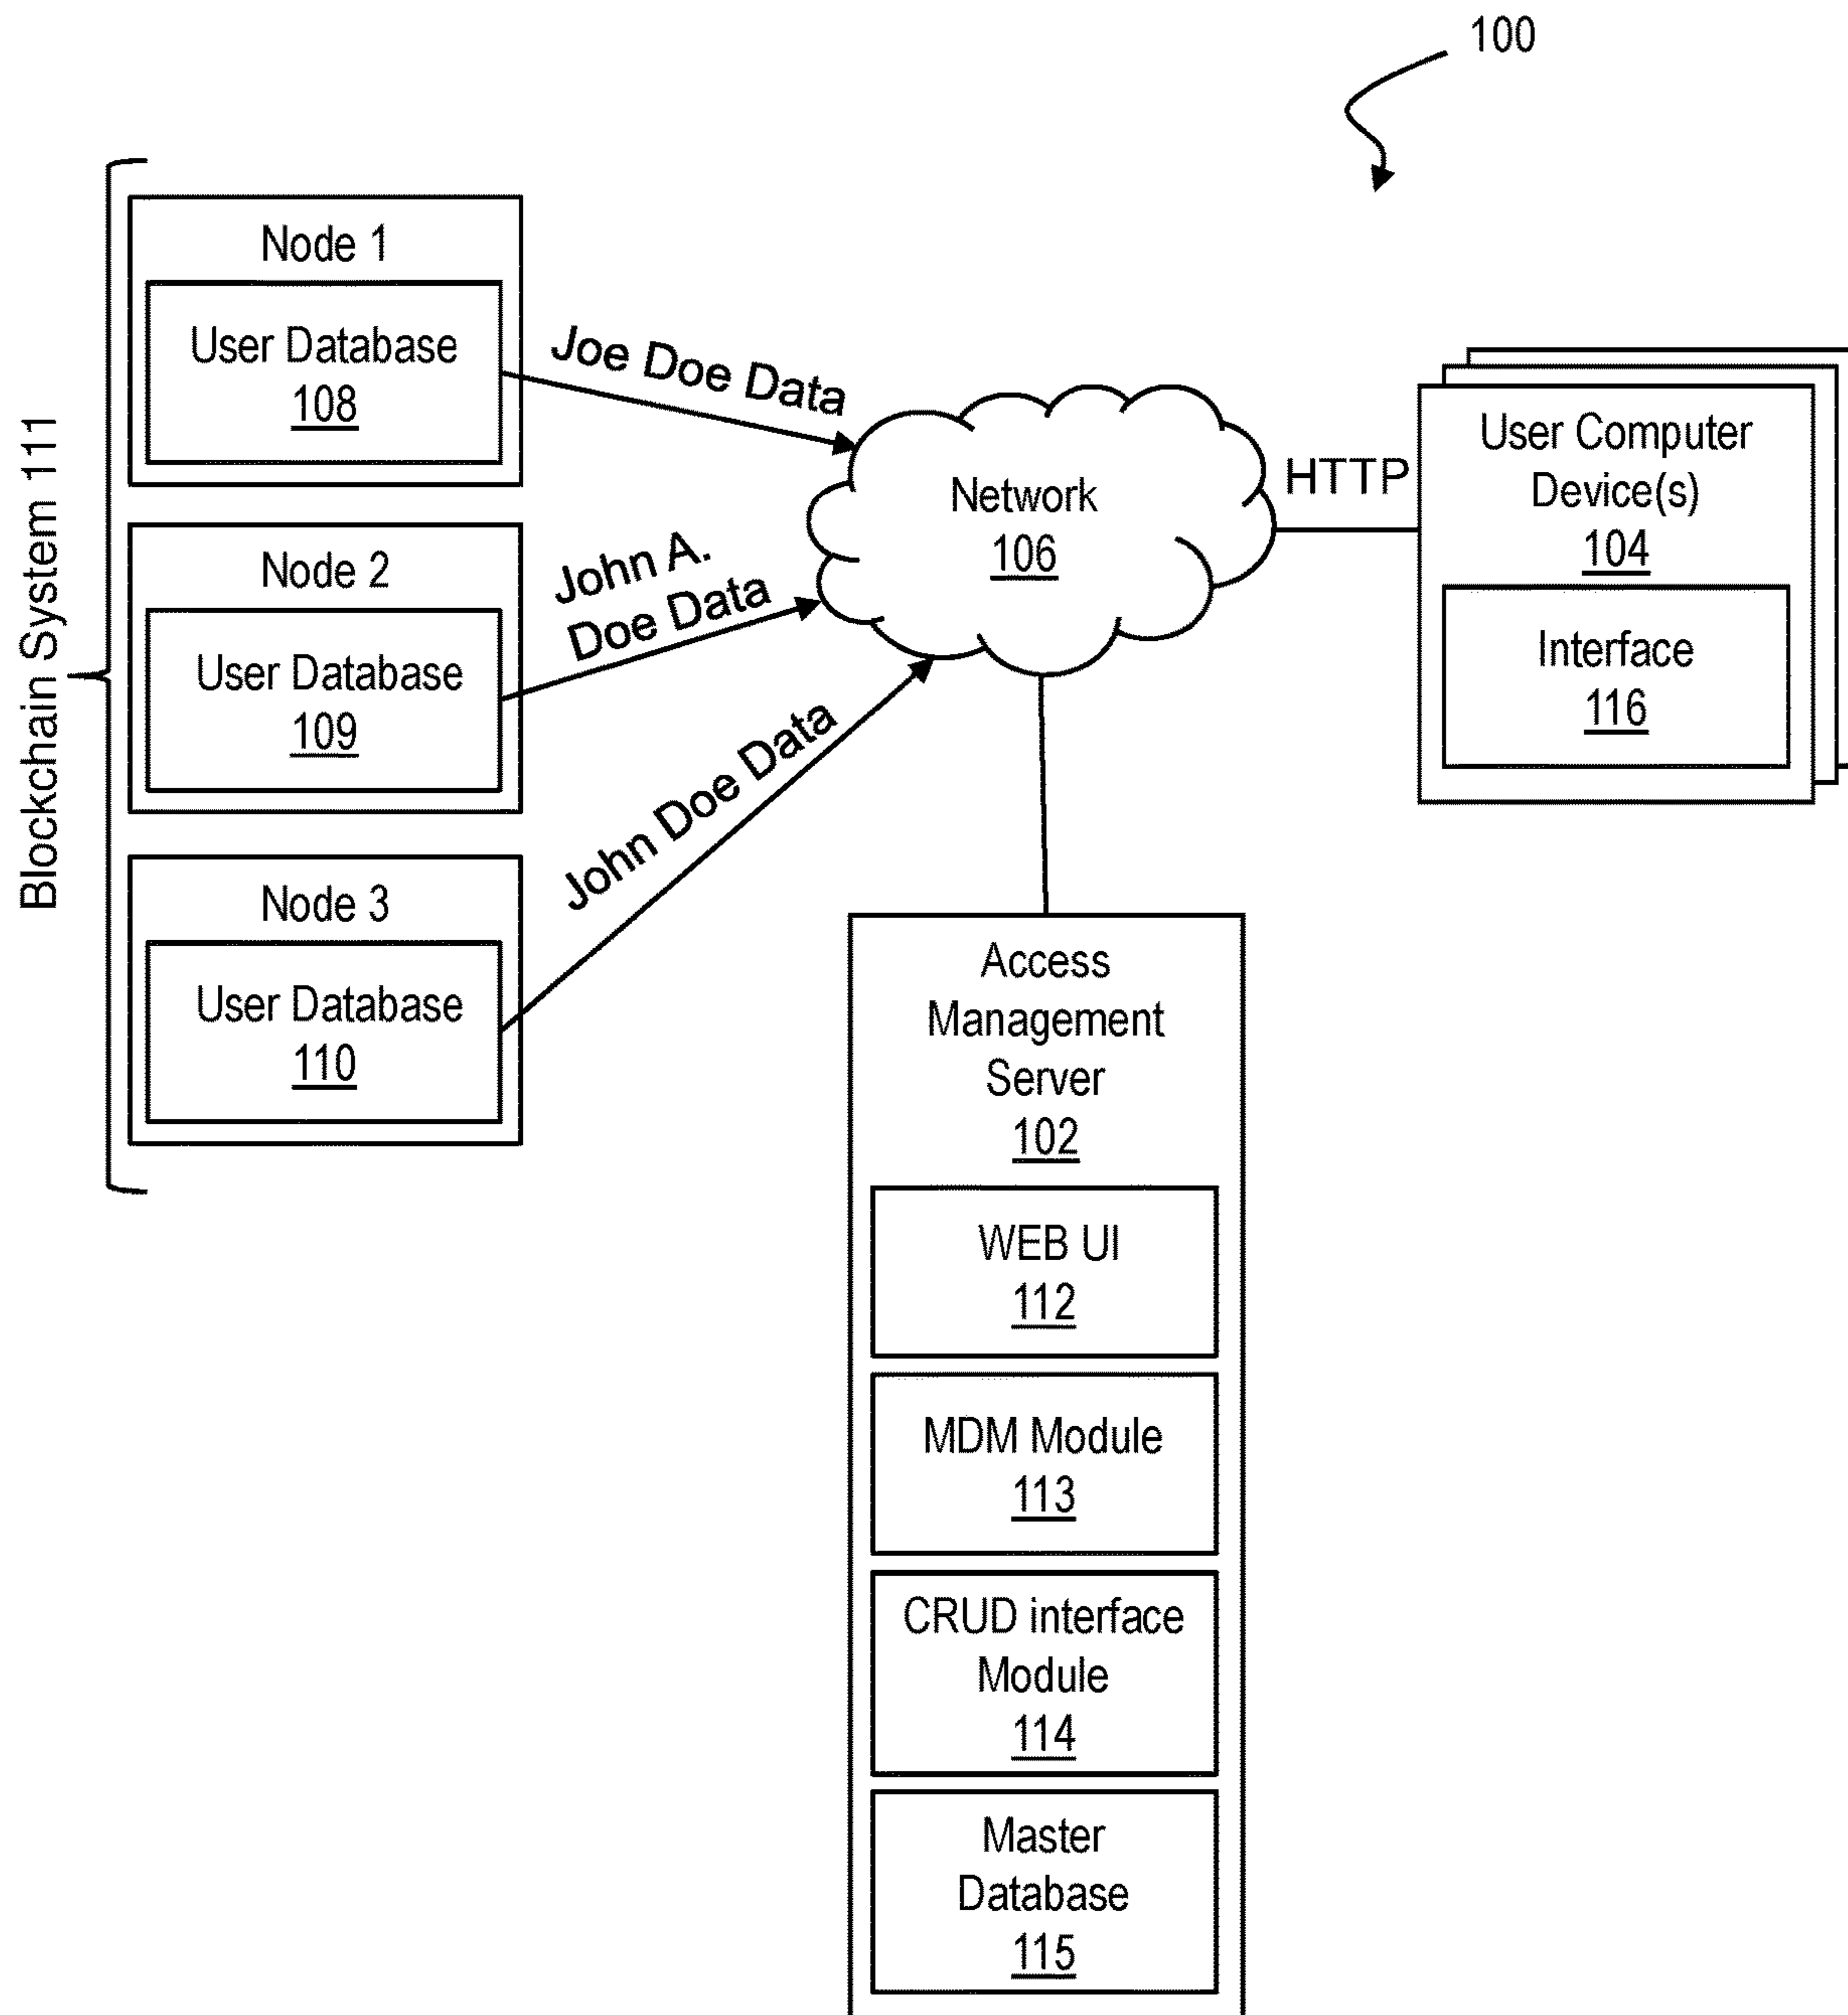 100
Blockchain System 111
Node 1
User Database
108
Joe Doe Data
Node 2
User Database
109
John A.
Doe Data
Node 3
User Database
110
John Doe Data
Network
106
HTTP
User Computer
Device(s)
104
Interface
116
Access
Management
Server
102
WEB UI
112
MDM Module
113
CRUD interface
Module
114
Master
Database
115